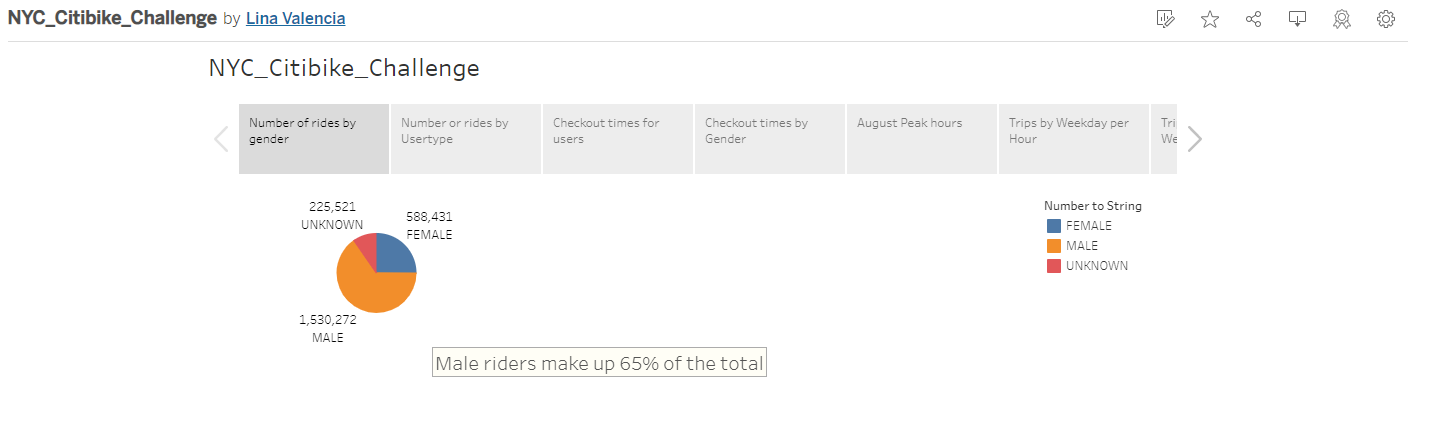 NYC_Citibike_Challenge by Lina Valencia
NYC_Citibike_Challenge
Number of rides by
gender
Number or rides by
Usertype
Checkout times for
users
Checkout times by
Gender
August Peak hours
Trips by Weekday per
Hour
Tri
We
225,521
UNKNOWN
588,431
FEMALE
1,530,272
MALE
Number to String
FEMALE
MALE
UNKNOWN
Male riders make up 65% of the total